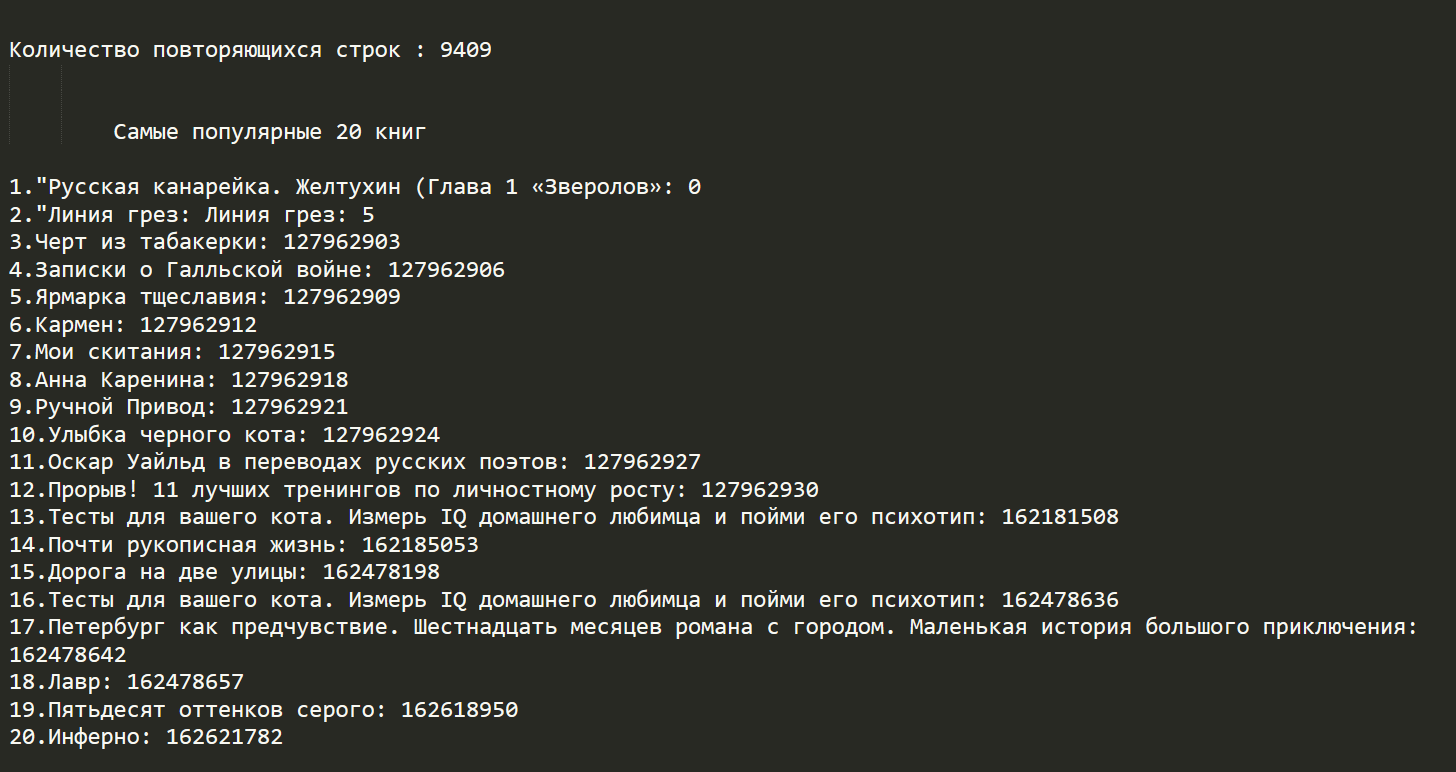 Количество повторяющихся строк : 9409
Самые популярные 20 книг
1."Русская канарейка. Желтухин (Глава 1 «Зверолов»: 0
2."Линия грез: Линия грез: 5
3.Черт из табакерки: 127962903
4.Записки о Галльской войне: 127962906
5.Ярмарка тщеславия: 127962909
6.Кармен: 127962912
7.Мои скитания: 127962915
8.Анна Каренина: 127962918
9.Ручной Привод: 127962921
10.Улыбка черного кота: 127962924
11.Оскар Уайльд в переводах русских поэтов: 127962927
12.Прорыв! 11 лучших тренингов по личностному росту: 127962930
13.Тесты для вашего кота. Измерь IQ домашнего любимца и пойми его психотип: 162181508
14.Почти рукописная жизнь: 162185053
15.Дорога на две улицы: 162478198
16.Тесты для вашего кота. Измерь IQ домашнего любимца и пойми его психотип: 162478636
17.Петербург как предчувствие. Шестнадцать месяцев романа с городом. Маленькая история большого приключения:
162478642
18.Лавр: 162478657
19.Пятьдесят оттенков серого: 162618950
20.Инферно: 162621782